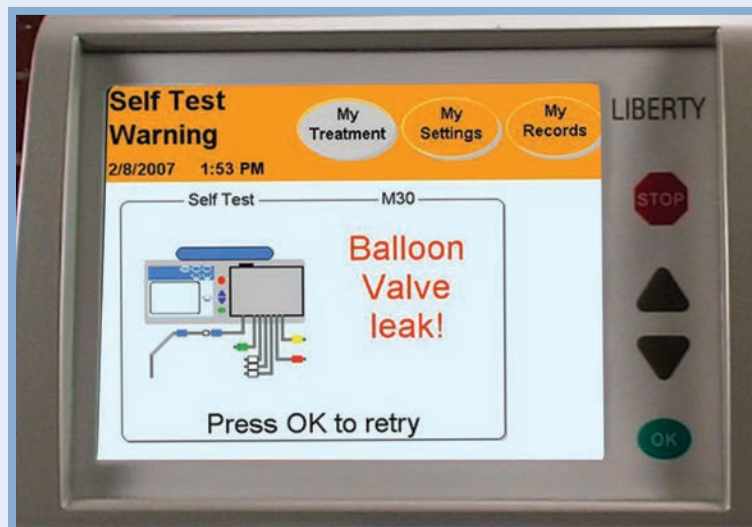 Self Test
Warning
My
Treatment
My
Settings
My
Records
2/8/2007 1:53 PM
LIBERTY
Self Test
M30
Balloon
Valve
leak!
Press OK to retry
STOP
OK